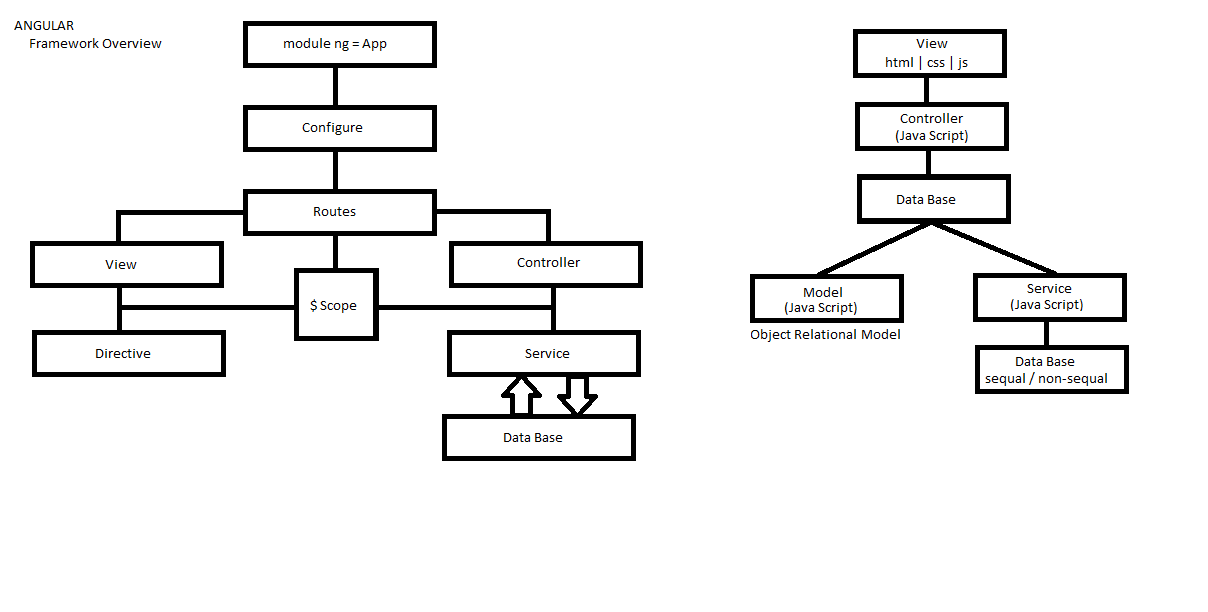 ANGULAR
Framework Overview
module ng = App
Configure
Routes
View
Controller
$ Scope
Directive
Service
Data Base
View
html | css | js
Controller
(Java Script)
Data Base
Model
(Java Script)
Object Relational Model
Service
(Java Script)
Data Base
sequal / non-sequal